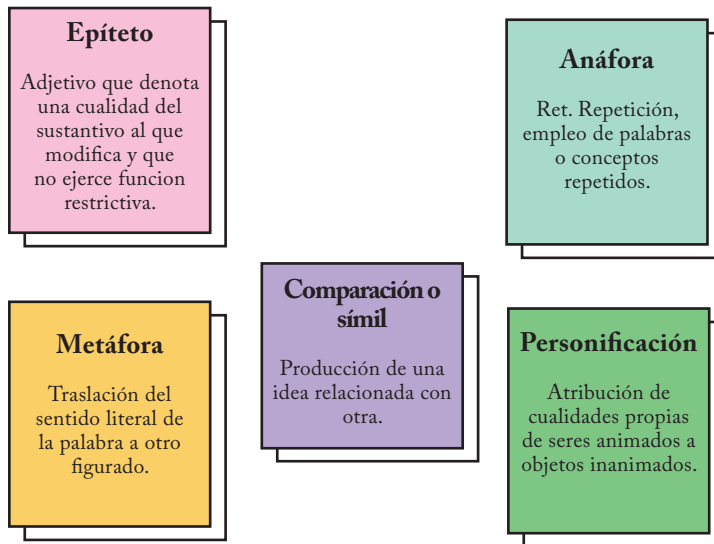 Epíteto
Adjetivo que denota
una cualidad del
sustantivo al que
modifica y que
no ejerce funcion
restrictiva.
Anáfora
Ret. Repetición,
empleo de palabras
o conceptos
repetidos.
Comparación o
símil
Producción de una
idea relacionada con
otra.
Metáfora
Traslación del
sentido literal de
la palabra a otro
figurado.
Personificación
Atribución de
cualidades propias
de seres animados a
objetos inanimados.